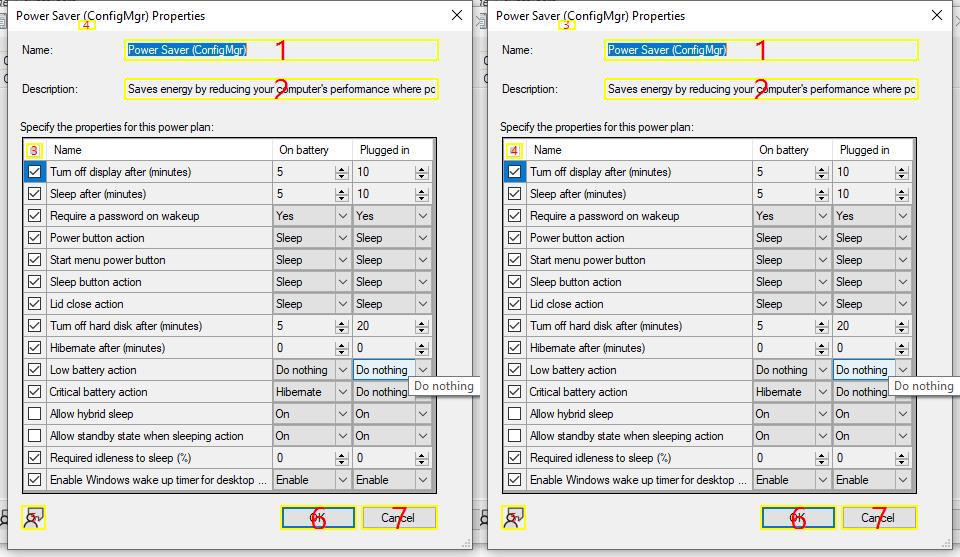 Power Saver (ConfigMgr) Properties
4
Name: Power Saver (ConfigMgr) 1
Description: Saves energy by reducing your computer's performance where po 2
Specify the properties for this power plan:
3 Name On battery Plugged in
Turn off display after (minutes) 5 10
Sleep after (minutes) 5 10
Require a password on wakeup Yes Yes
Power button action Sleep Sleep
Start menu power button Sleep Sleep
Sleep button action Sleep Sleep
Lid close action Sleep Sleep
Turn off hard disk after (minutes) 5 20
Hibernate after (minutes) 0 0
Low battery action Do nothing Do nothing
Do nothing
Critical battery action Hibernate Do nothing
Allow hybrid sleep On On
Allow standby state when sleeping action On On
Required idleness to sleep (%) 0 0
Enable Windows wake up timer for desktop ... Enable Enable
5 OK 6 Cancel 7
Power Saver (ConfigMgr) Properties
3
Name: Power Saver (ConfigMgr) 1
Description: Saves energy by reducing your computer's performance where po 2
Specify the properties for this power plan:
4 Name On battery Plugged in
Turn off display after (minutes) 5 10
Sleep after (minutes) 5 10
Require a password on wakeup Yes Yes
Power button action Sleep Sleep
Start menu power button Sleep Sleep
Sleep button action Sleep Sleep
Lid close action Sleep Sleep
Turn off hard disk after (minutes) 5 20
Hibernate after (minutes) 0 0
Low battery action Do nothing Do nothing
Do nothing
Critical battery action Hibernate Do nothing
Allow hybrid sleep On On
Allow standby state when sleeping action On On
Required idleness to sleep (%) 0 0
Enable Windows wake up timer for desktop ... Enable Enable
5 OK 6 Cancel 7